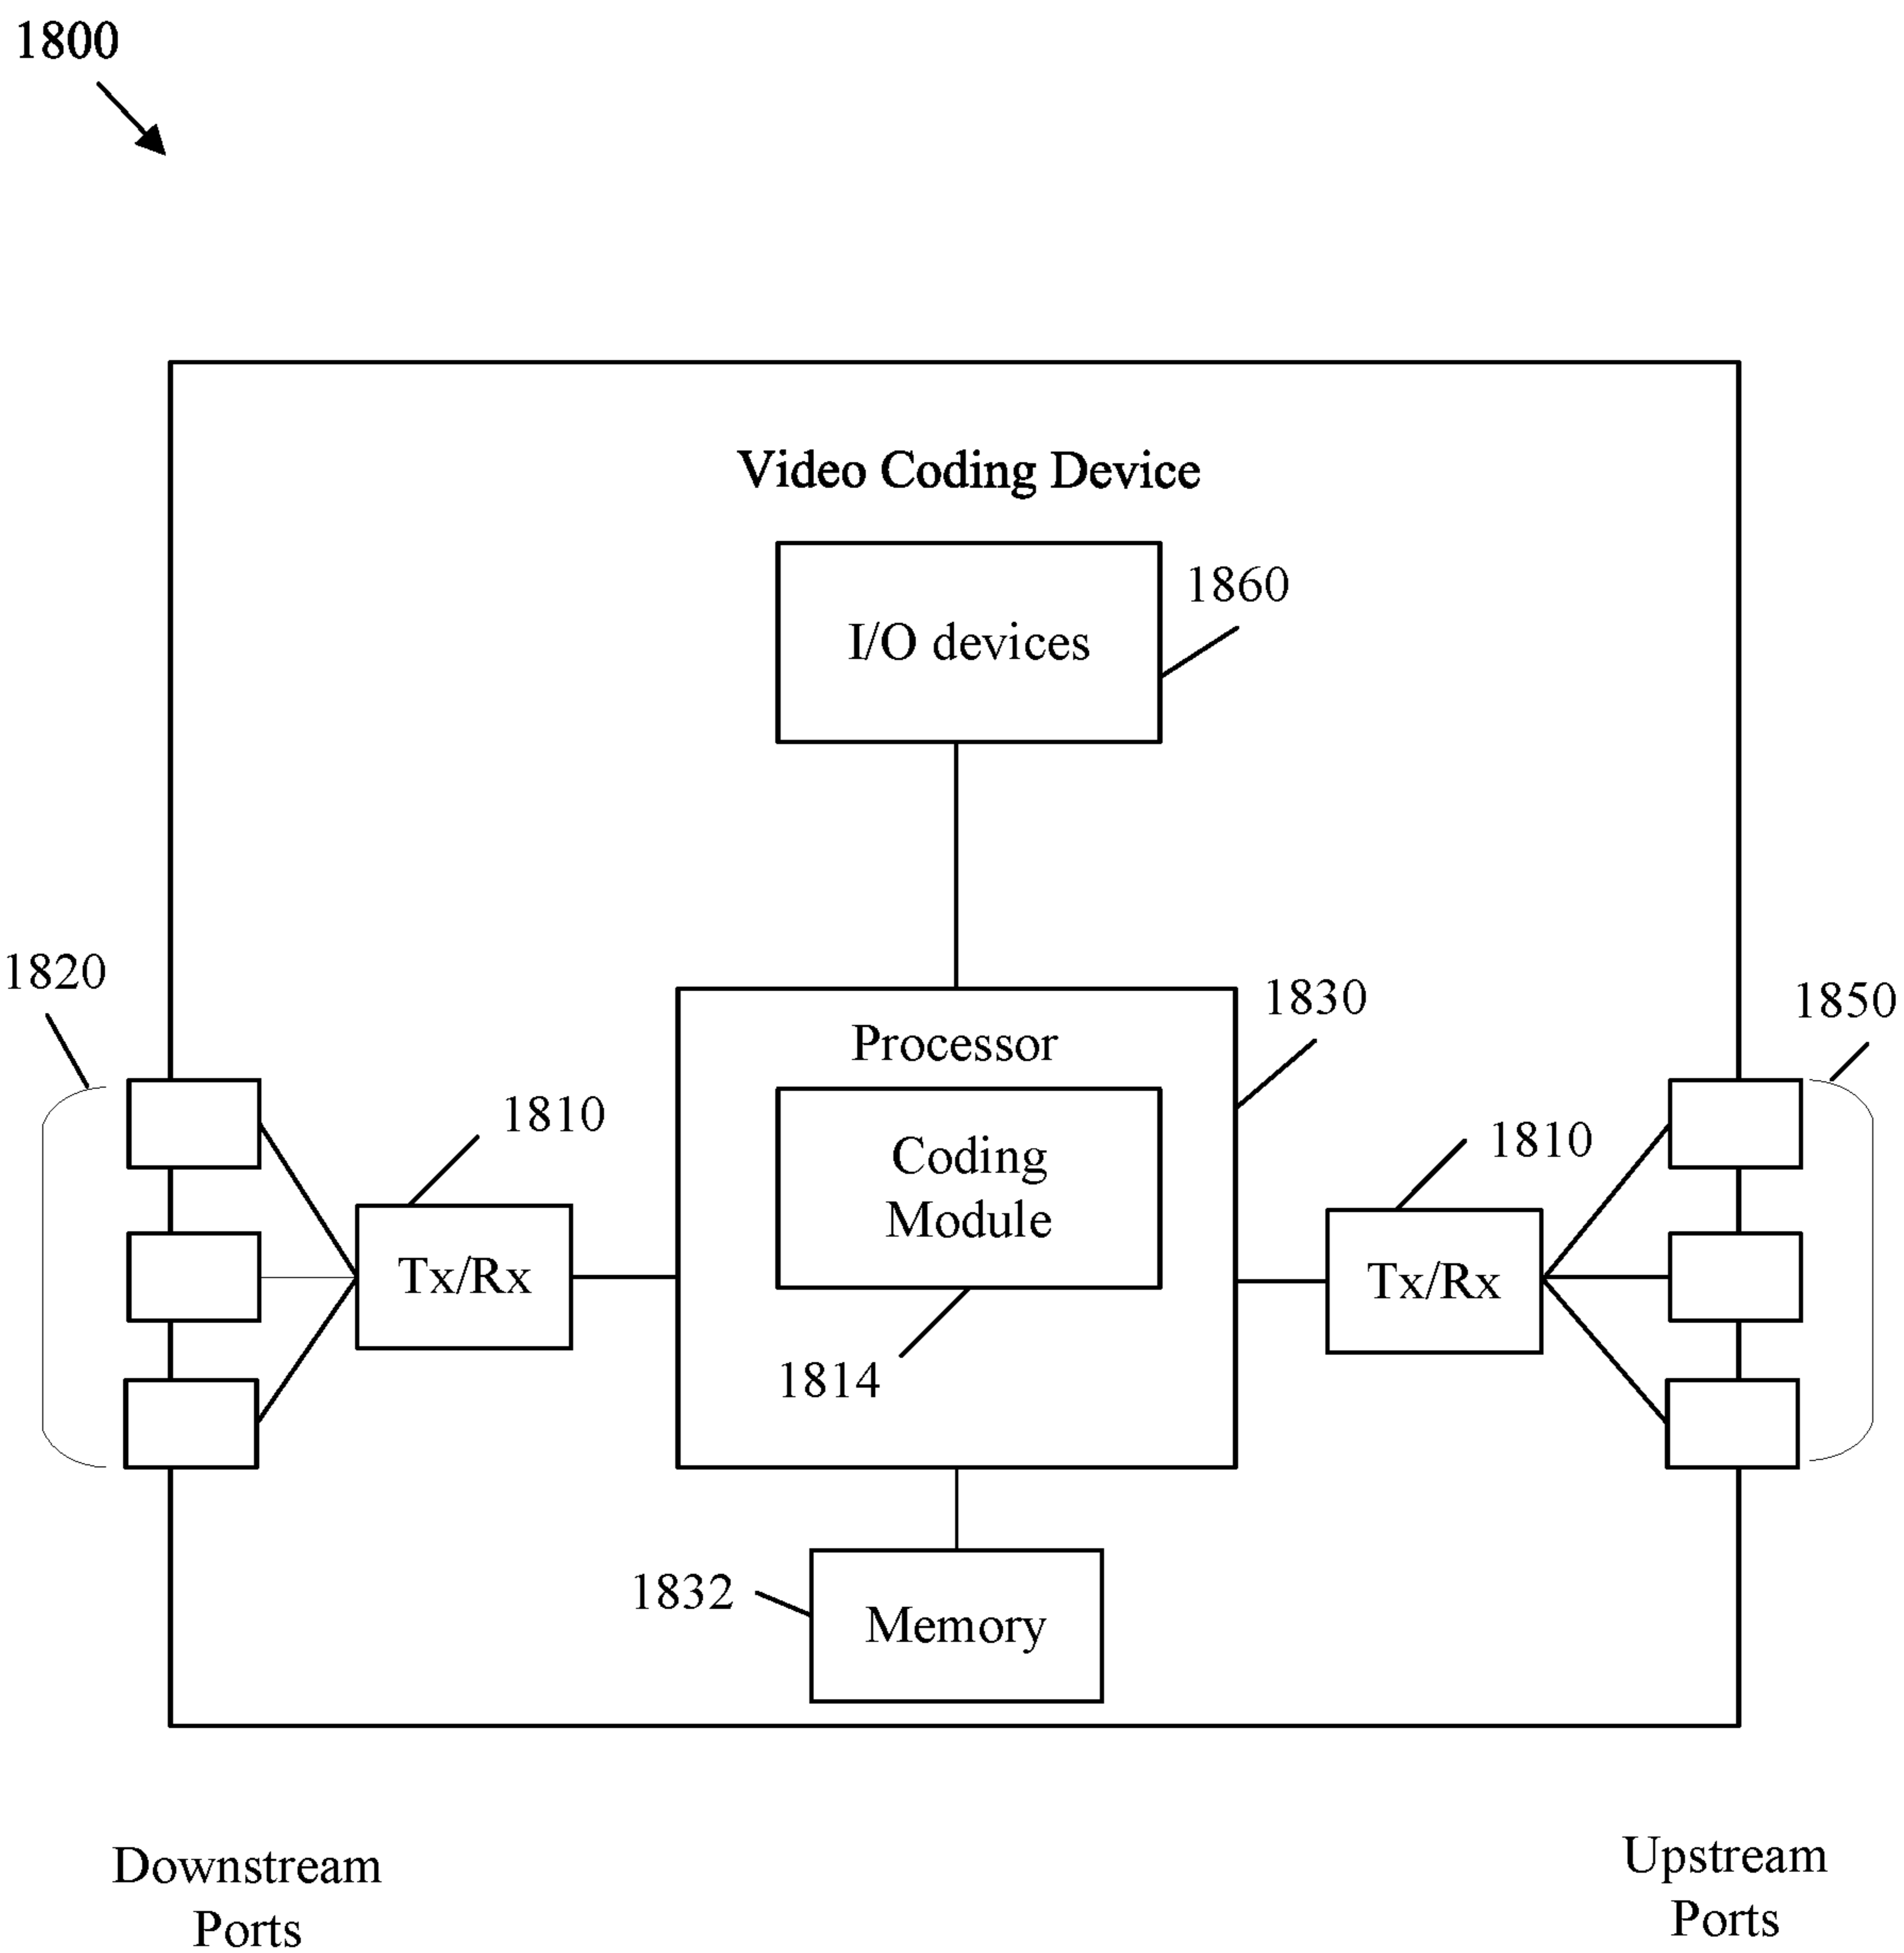 1800
Video Coding Device
I/O devices
1860
1820
1830
1850
Processor
1810
Coding
Module
1810
Tx/Rx
Tx/Rx
1814
1832
Memory
Downstream
Ports
Upstream
Ports